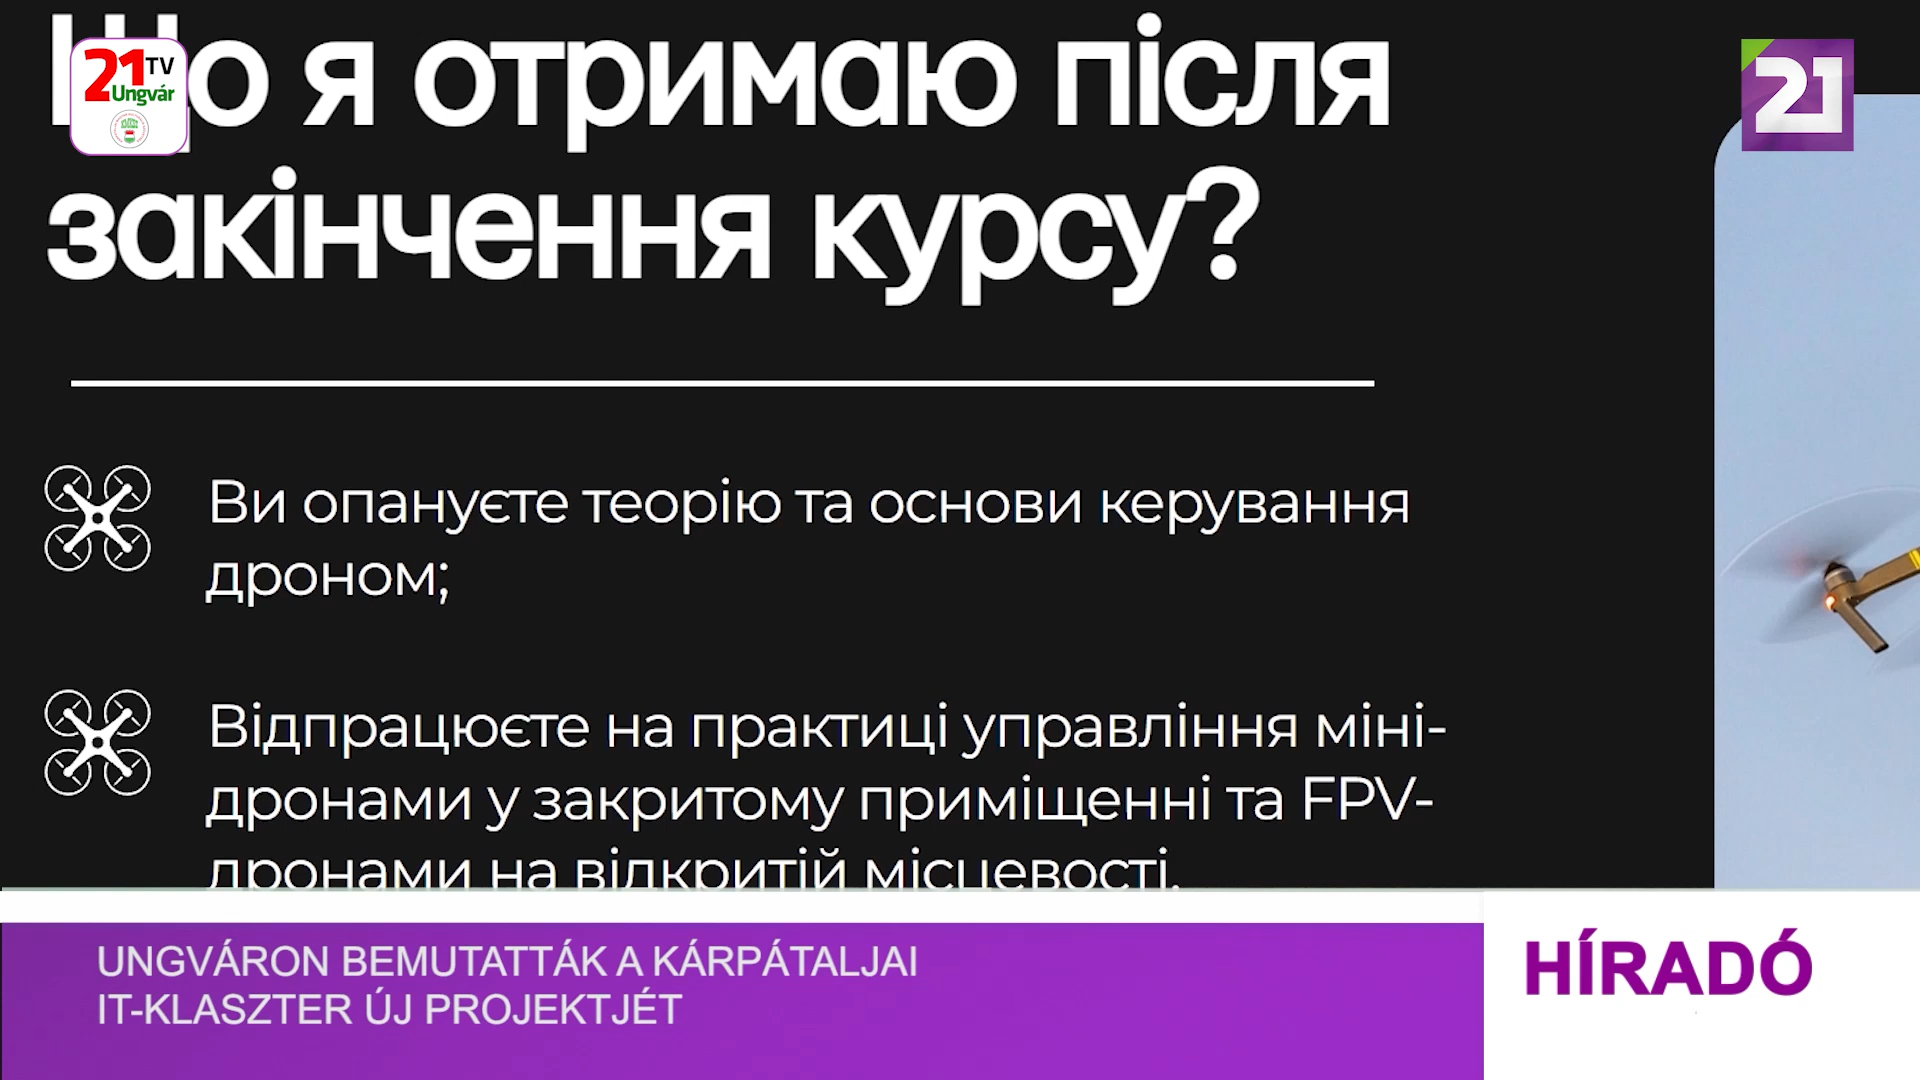 Що я отримаю після
закінчення курсу?
21 TV
Ungvár
21
Ви опануєте теорію та основи керування
дроном;
Відпрацюєте на практиці управління міні-
дронами у закритому приміщенні та FPV-
дронами на відкритій місцевості.
UNGVÁRON BEMUTATTÁK A KÁRPÁTALJAI
IT-KLASZTER ÚJ PROJEKTJÉT
HÍRADÓ